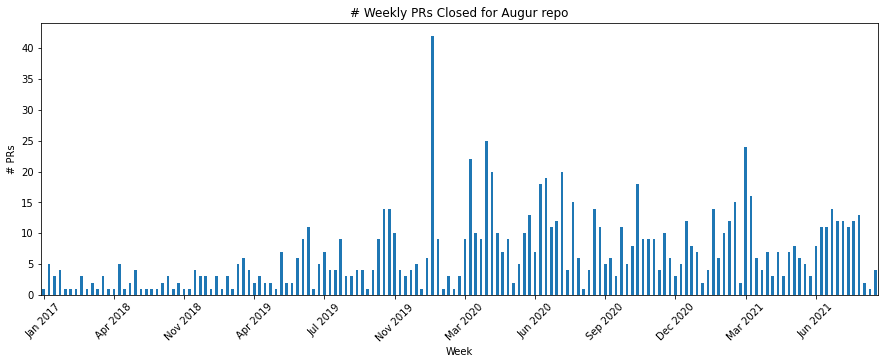 # Weekly PRs Closed for Augur repo
40
35
30
25
20
15
10
5
0
# PRs
Jan 2017
Apr 2018
Nov 2018
Apr 2019
Jul 2019
Nov 2019
Mar 2020
Jun 2020
Sep 2020
Dec 2020
Mar 2021
Jun 2021
Week